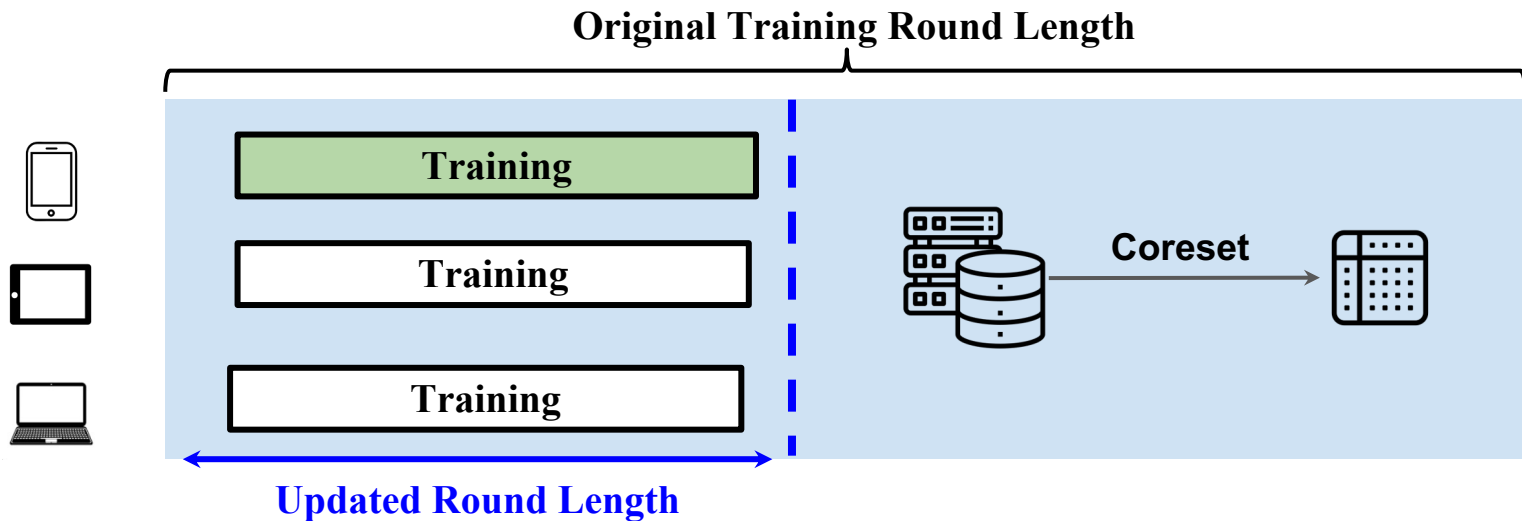 Original Training Round Length
Training
Training
Coreset
Training
Updated Round Length